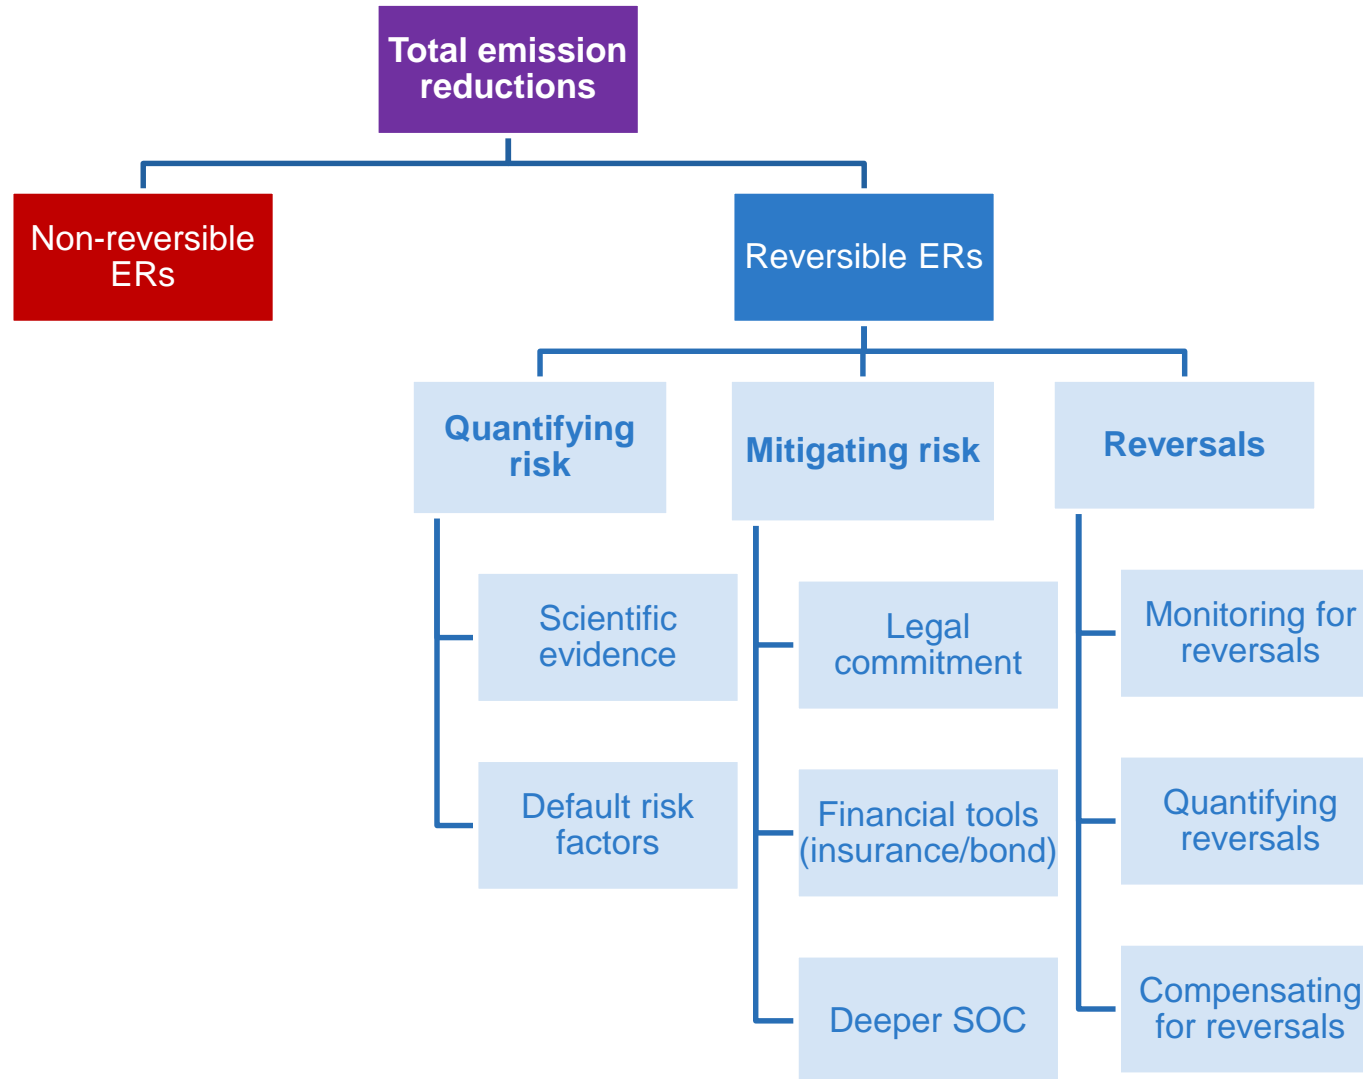 Total emission
reductions
Non-reversible
ERs
Reversible ERs
Quantifying
risk
Mitigating risk
Reversals
Scientific
evidence
Legal
commitment
Monitoring for
reversals
Default risk
factors
Financial tools
(insurance/bond)
Quantifying
reversals
Deeper SOC
Compensating
for reversals